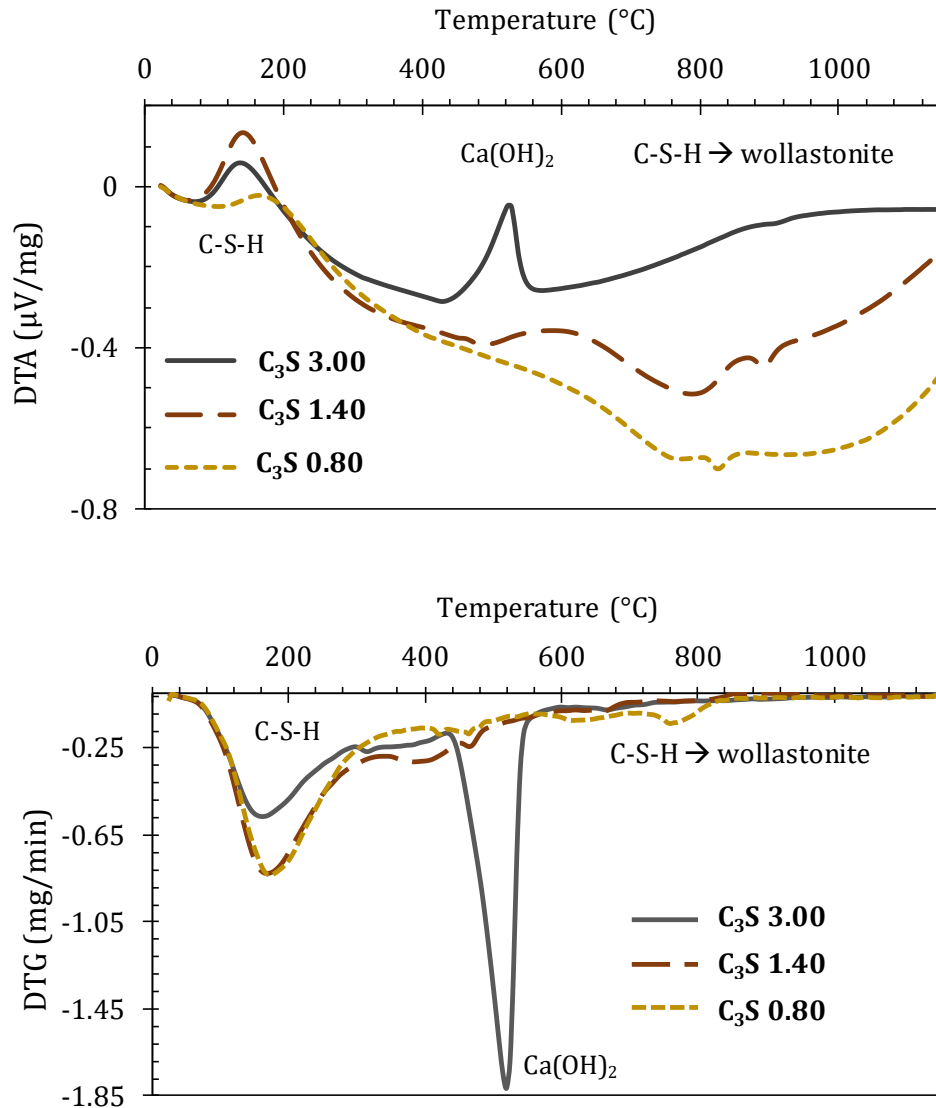 Temperature (°C)
0 200 400 600 800 1000
Ca(OH)₂ C-S-H → wollastonite
0
C-S-H
DTA (µV/mg)
-0.4
C₃S 3.00
C₃S 1.40
C₃S 0.80
-0.8
Temperature (°C)
0 200 400 600 800 1000
C-S-H
-0.25
C-S-H → wollastonite
-0.65
DTG (mg/min)
-1.05
C₃S 3.00
C₃S 1.40
C₃S 0.80
-1.45
Ca(OH)₂
-1.85